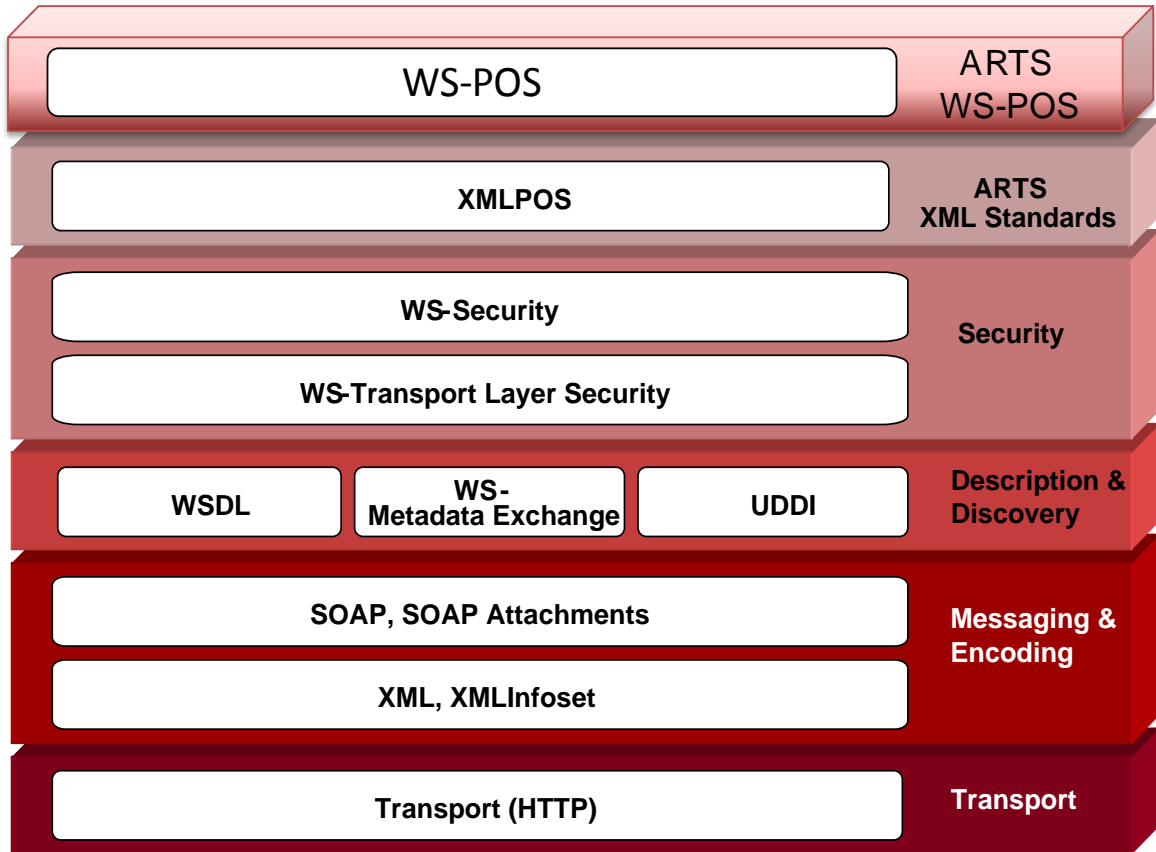 WS-POS
ARTS
WS-POS
XMLPOS
ARTS
XML Standards
WS-Security
WS-Transport Layer Security
Security
WSDL
WS-
Metadata Exchange
UDDI
Description &
Discovery
SOAP, SOAP Attachments
XML, XMLInfoset
Messaging &
Encoding
Transport (HTTP)
Transport